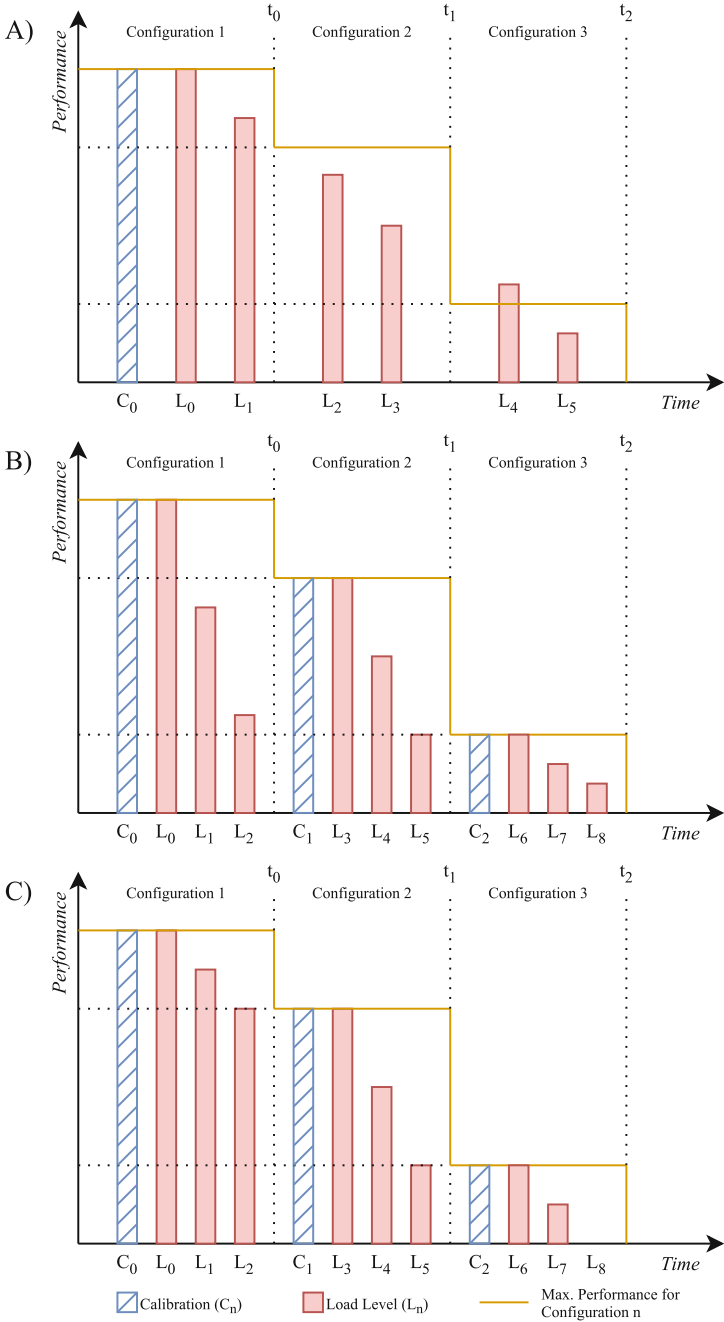 A)
Performance
t0
t1
t2
Configuration 1
Configuration 2
Configuration 3
C0 L0 L1 L2 L3 L4 L5 Time
B)
Performance
t0
t1
t2
Configuration 1
Configuration 2
Configuration 3
C0 L0 L1 L2 C1 L3 L4 L5 C2 L6 L7 L8 Time
C)
Performance
t0
t1
t2
Configuration 1
Configuration 2
Configuration 3
C0 L0 L1 L2 C1 L3 L4 L5 C2 L6 L7 L8 Time
Calibration (Cn)
Load Level (Ln)
Max. Performance for
Configuration n